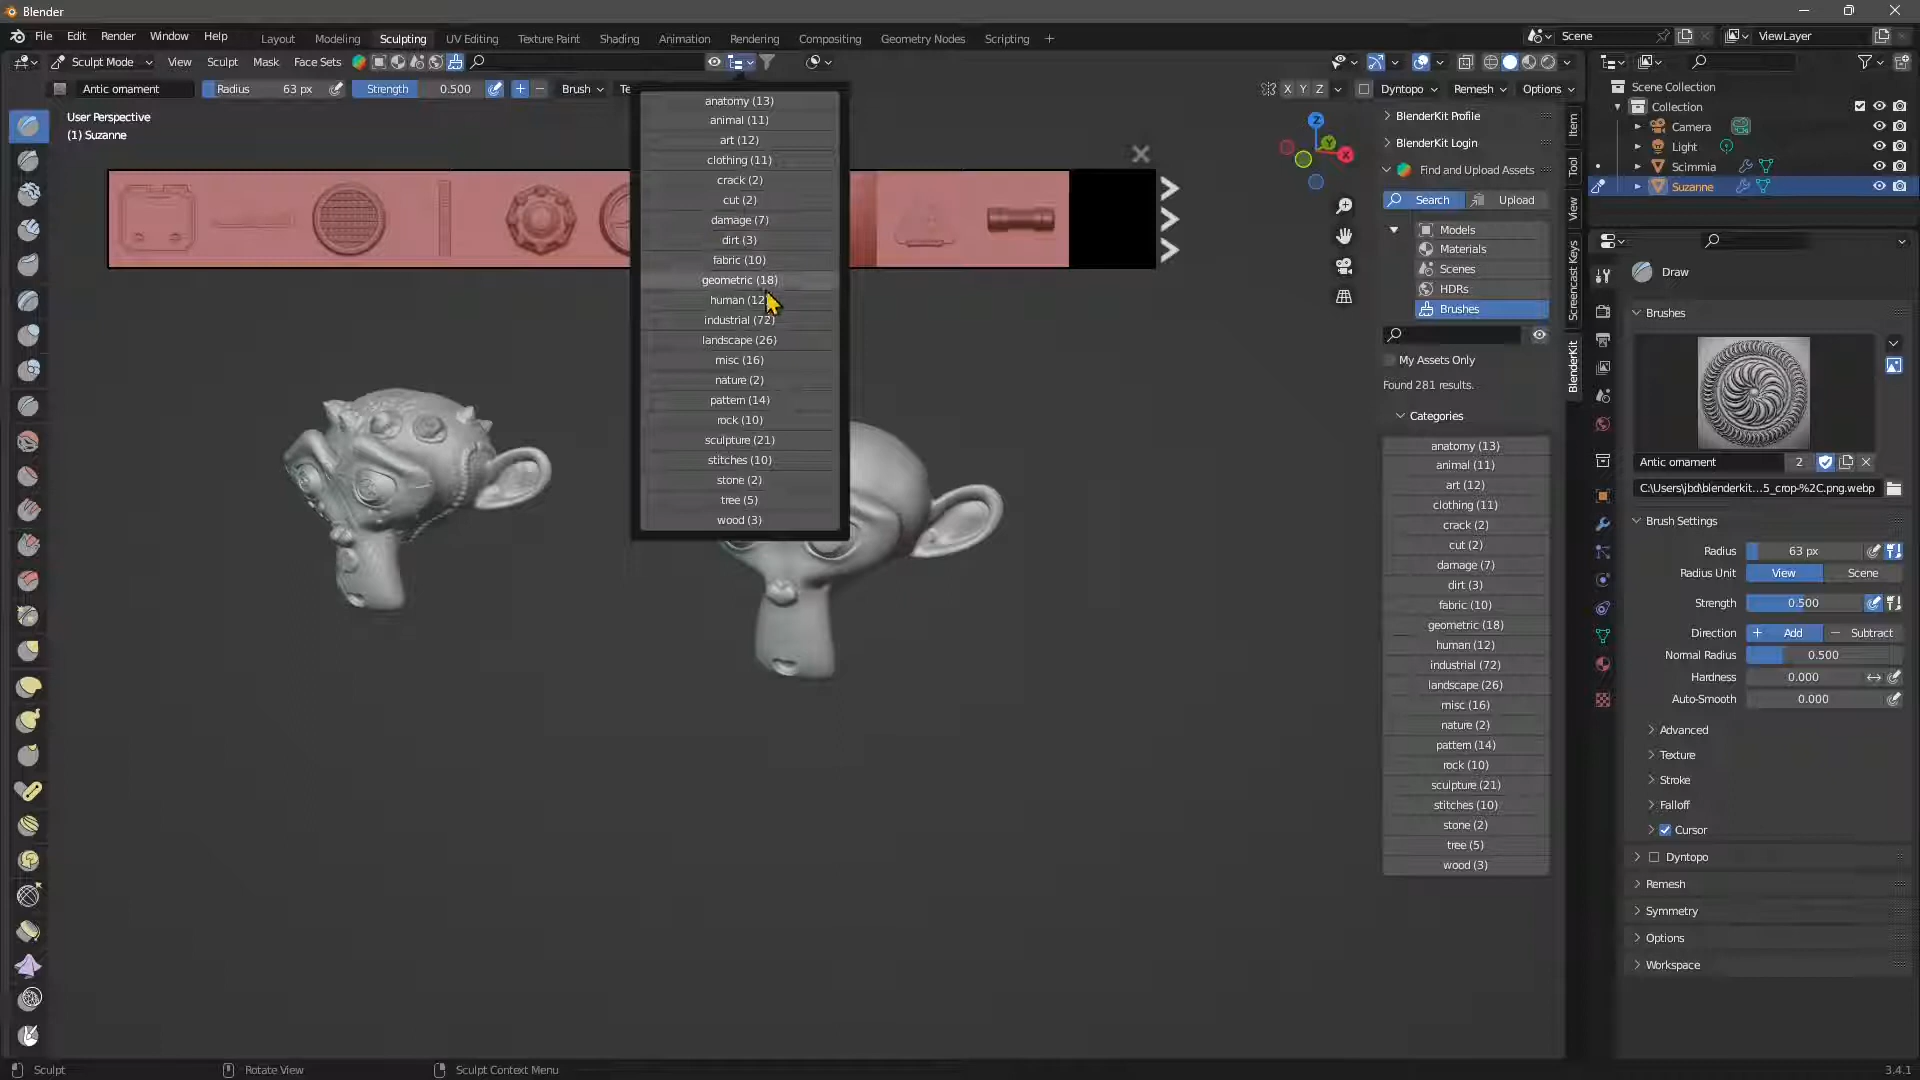 Blender
File Edit Render Window Help Layout Modeling Sculpting UV Editing Texture Paint Shading Animation Rendering Compositing Geometry Nodes Scripting + Scene ViewLayer
Sculpt Mode View Sculpt Mask Face Sets
Antic ornament Radius 63 px Strength 0.500 Brush Te X Y Z Dyntopo Remesh Options
User Perspective
(1) Suzanne
anatomy (13)
animal (11)
art (12)
clothing (11)
crack (2)
cut (2)
damage (7)
dirt (3)
fabric (10)
geometric (18)
human (12
industrial (72)
landscape (26)
misc (16)
nature (2)
pattern (14)
rock (10)
sculpture (21)
stitches (10)
stone (2)
tree (5)
wood (3)
Z
Y
X
BlenderKit Profile
BlenderKit Login
Find and Upload Assets
Search Upload
Models
Materials
Scenes
HDRs
Brushes
My Assets Only
Found 281 results.
Categories
anatomy (13)
animal (11)
art (12)
clothing (11)
crack (2)
cut (2)
damage (7)
dirt (3)
fabric (10)
geometric (18)
human (12)
industrial (72)
landscape (26)
misc (16)
nature (2)
pattern (14)
rock (10)
sculpture (21)
stitches (10)
stone (2)
tree (5)
wood (3)
Item
Tool
View
Screencast Keys
BlenderKit
Scene Collection
Collection
Camera
Light
Scimmia
Suzanne
Draw
Brushes
Antic ornament 2
C:\Users\jbd\blenderkit...5_crop-%2C.png.webp
Brush Settings
Radius 63 px
Radius Unit View Scene
Strength 0.500
Direction + Add − Subtract
Normal Radius 0.500
Hardness 0.000
Auto-Smooth 0.000
Advanced
Texture
Stroke
Falloff
Cursor
Dyntopo
Remesh
Symmetry
Options
Workspace
Sculpt Rotate View Sculpt Context Menu 3.4.1